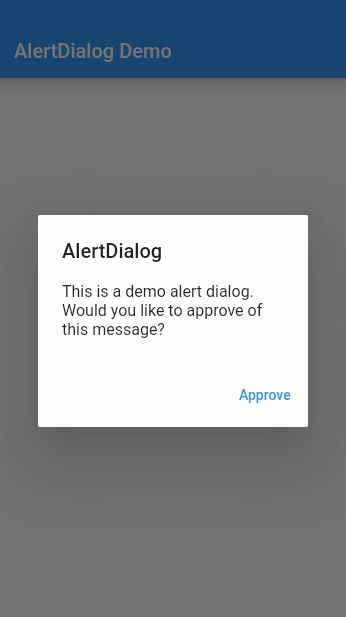 AlertDialog Demo
AlertDialog
This is a demo alert dialog.
Would you like to approve of
this message?
Approve